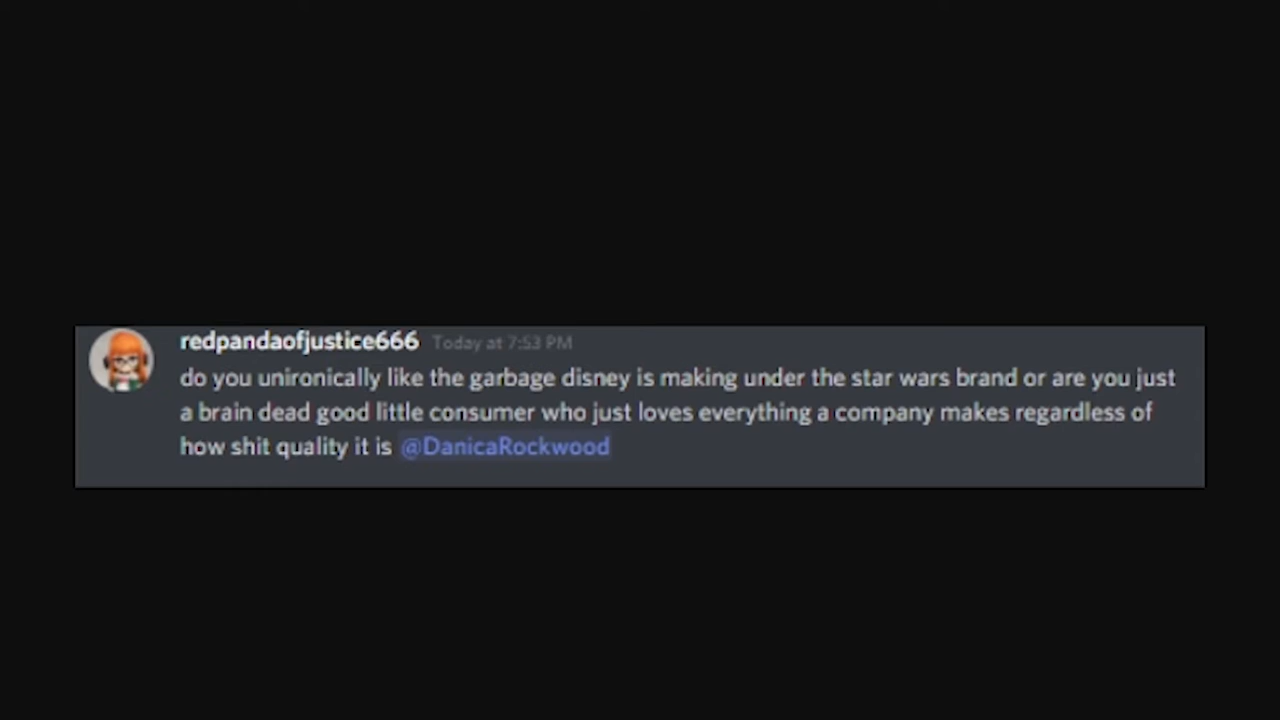 redpandaofjustice666 Today at 7:53 PM
do you unironically like the garbage disney is making under the star wars brand or are you just
a brain dead good little consumer who just loves everything a company makes regardless of
how shit quality it is @DanicaRockwood